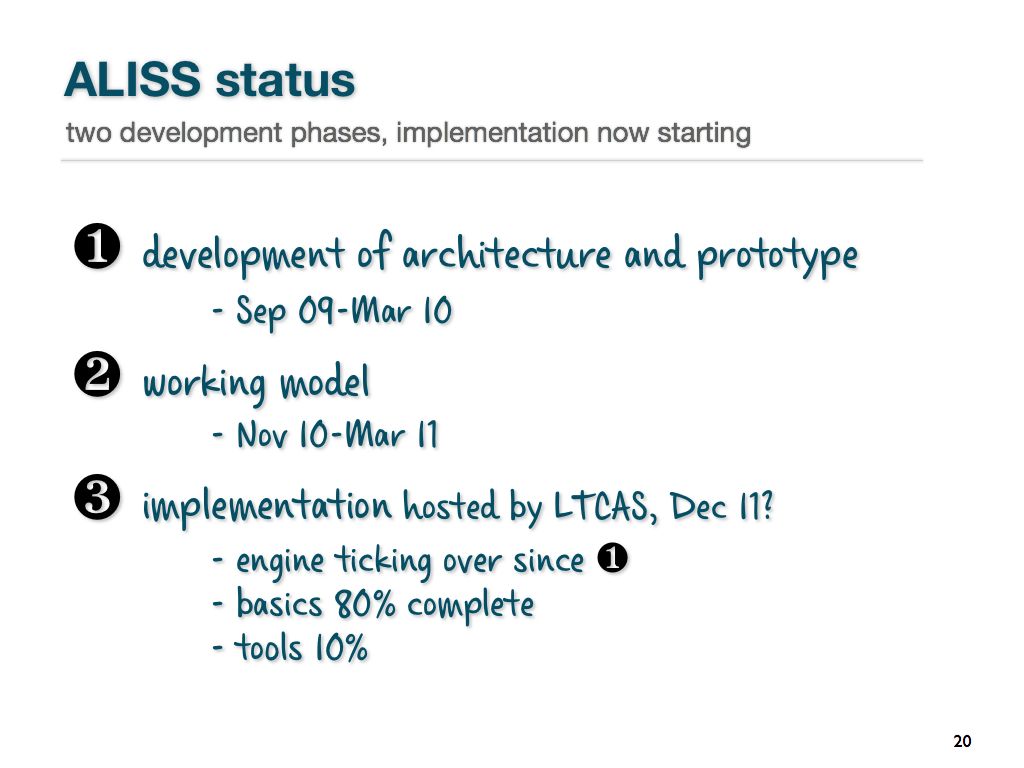 ALISS status
two development phases, implementation now starting
❶ development of architecture and prototype
- Sep 09-Mar 10
❷ working model
- Nov 10-Mar 11
❸ implementation hosted by LTCAS, Dec 11?
- engine ticking over since ❶
- basics 80% complete
- tools 10%
20